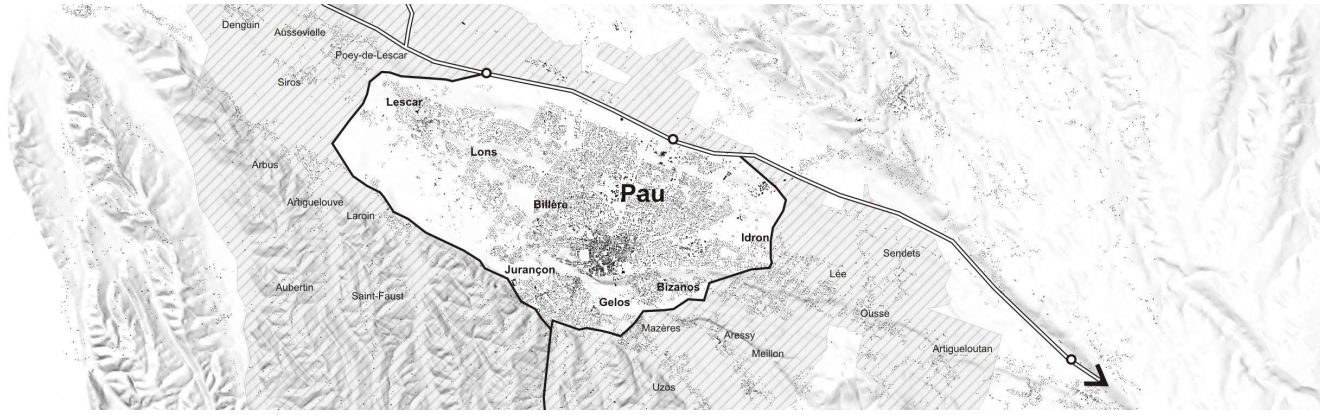 Denguin
Aussevielle
Poey-de-Lescar
Siros
Lescar
Lons
Arbus
Pau
Artiguelouve
Billère
Laroin
Idron
Sendets
Jurançon
Lée
Aubertin
Saint-Faust
Bizanos
Gelos
Ousse
Mazères
Aressy
Artigueloutan
Meillon
Uzos